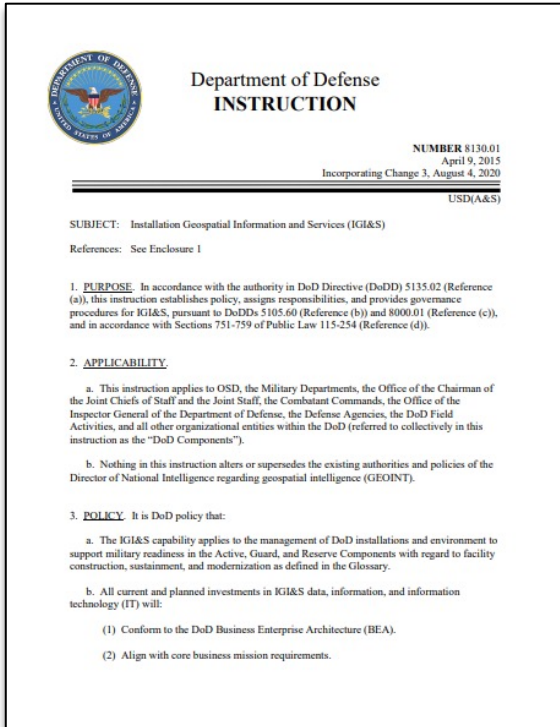 DEPARTMENT OF DEFENSE
UNITED STATES OF AMERICA
Department of Defense
INSTRUCTION
NUMBER 8130.01
April 9, 2015
Incorporating Change 3, August 4, 2020
USD(A&S)
SUBJECT: Installation Geospatial Information and Services (IGI&S)
References: See Enclosure 1
1. PURPOSE. In accordance with the authority in DoD Directive (DoDD) 5135.02 (Reference
(a)), this instruction establishes policy, assigns responsibilities, and provides governance
procedures for IGI&S, pursuant to DoDDs 5105.60 (Reference (b)) and 8000.01 (Reference (c)),
and in accordance with Sections 751-759 of Public Law 115-254 (Reference (d)).
2. APPLICABILITY.
a. This instruction applies to OSD, the Military Departments, the Office of the Chairman of
the Joint Chiefs of Staff and the Joint Staff, the Combatant Commands, the Office of the
Inspector General of the Department of Defense, the Defense Agencies, the DoD Field
Activities, and all other organizational entities within the DoD (referred to collectively in this
instruction as the “DoD Components”).
b. Nothing in this instruction alters or supersedes the existing authorities and policies of the
Director of National Intelligence regarding geospatial intelligence (GEOINT).
3. POLICY. It is DoD policy that:
a. The IGI&S capability applies to the management of DoD installations and environment to
support military readiness in the Active, Guard, and Reserve Components with regard to facility
construction, sustainment, and modernization as defined in the Glossary.
b. All current and planned investments in IGI&S data, information, and information
technology (IT) will:
(1) Conform to the DoD Business Enterprise Architecture (BEA).
(2) Align with core business mission requirements.